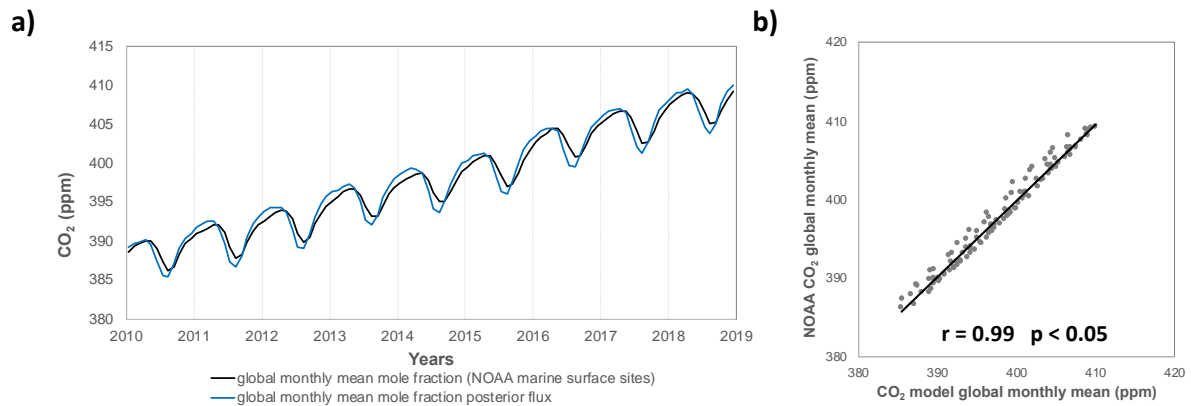 a)
415
410
405
400
395
390
385
380
CO₂ (ppm)
2010 2011 2012 2013 2014 2015 2016 2017 2018 2019
Years
global monthly mean mole fraction (NOAA marine surface sites)
global monthly mean mole fraction posterior flux
b)
420
410
400
390
380
NOAA CO₂ global monthly mean (ppm)
r = 0.99 p < 0.05
380 390 400 410 420
CO₂ model global monthly mean (ppm)